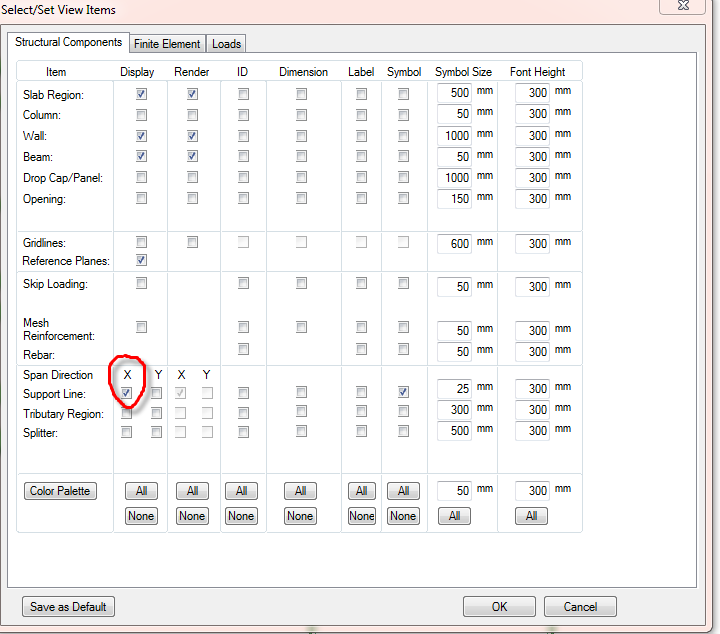 Select/Set View Items
Structural Components Finite Element Loads
Item Display Render ID Dimension Label Symbol Symbol Size Font Height
Slab Region: 500 mm 300 mm
Column: 50 mm 300 mm
Wall: 1000 mm 300 mm
Beam: 50 mm 300 mm
Drop Cap/Panel: 1000 mm 300 mm
Opening: 150 mm 300 mm
Gridlines: 600 mm 300 mm
Reference Planes:
Skip Loading: 50 mm 300 mm
Mesh
Reinforcement: 50 mm 300 mm
Rebar: 50 mm 300 mm
Span Direction X Y X Y
Support Line: 25 mm 300 mm
Tributary Region: 300 mm 300 mm
Splitter: 500 mm 300 mm
Color Palette All All All All All All 50 mm 300 mm
None None None None None None All All
Save as Default OK Cancel